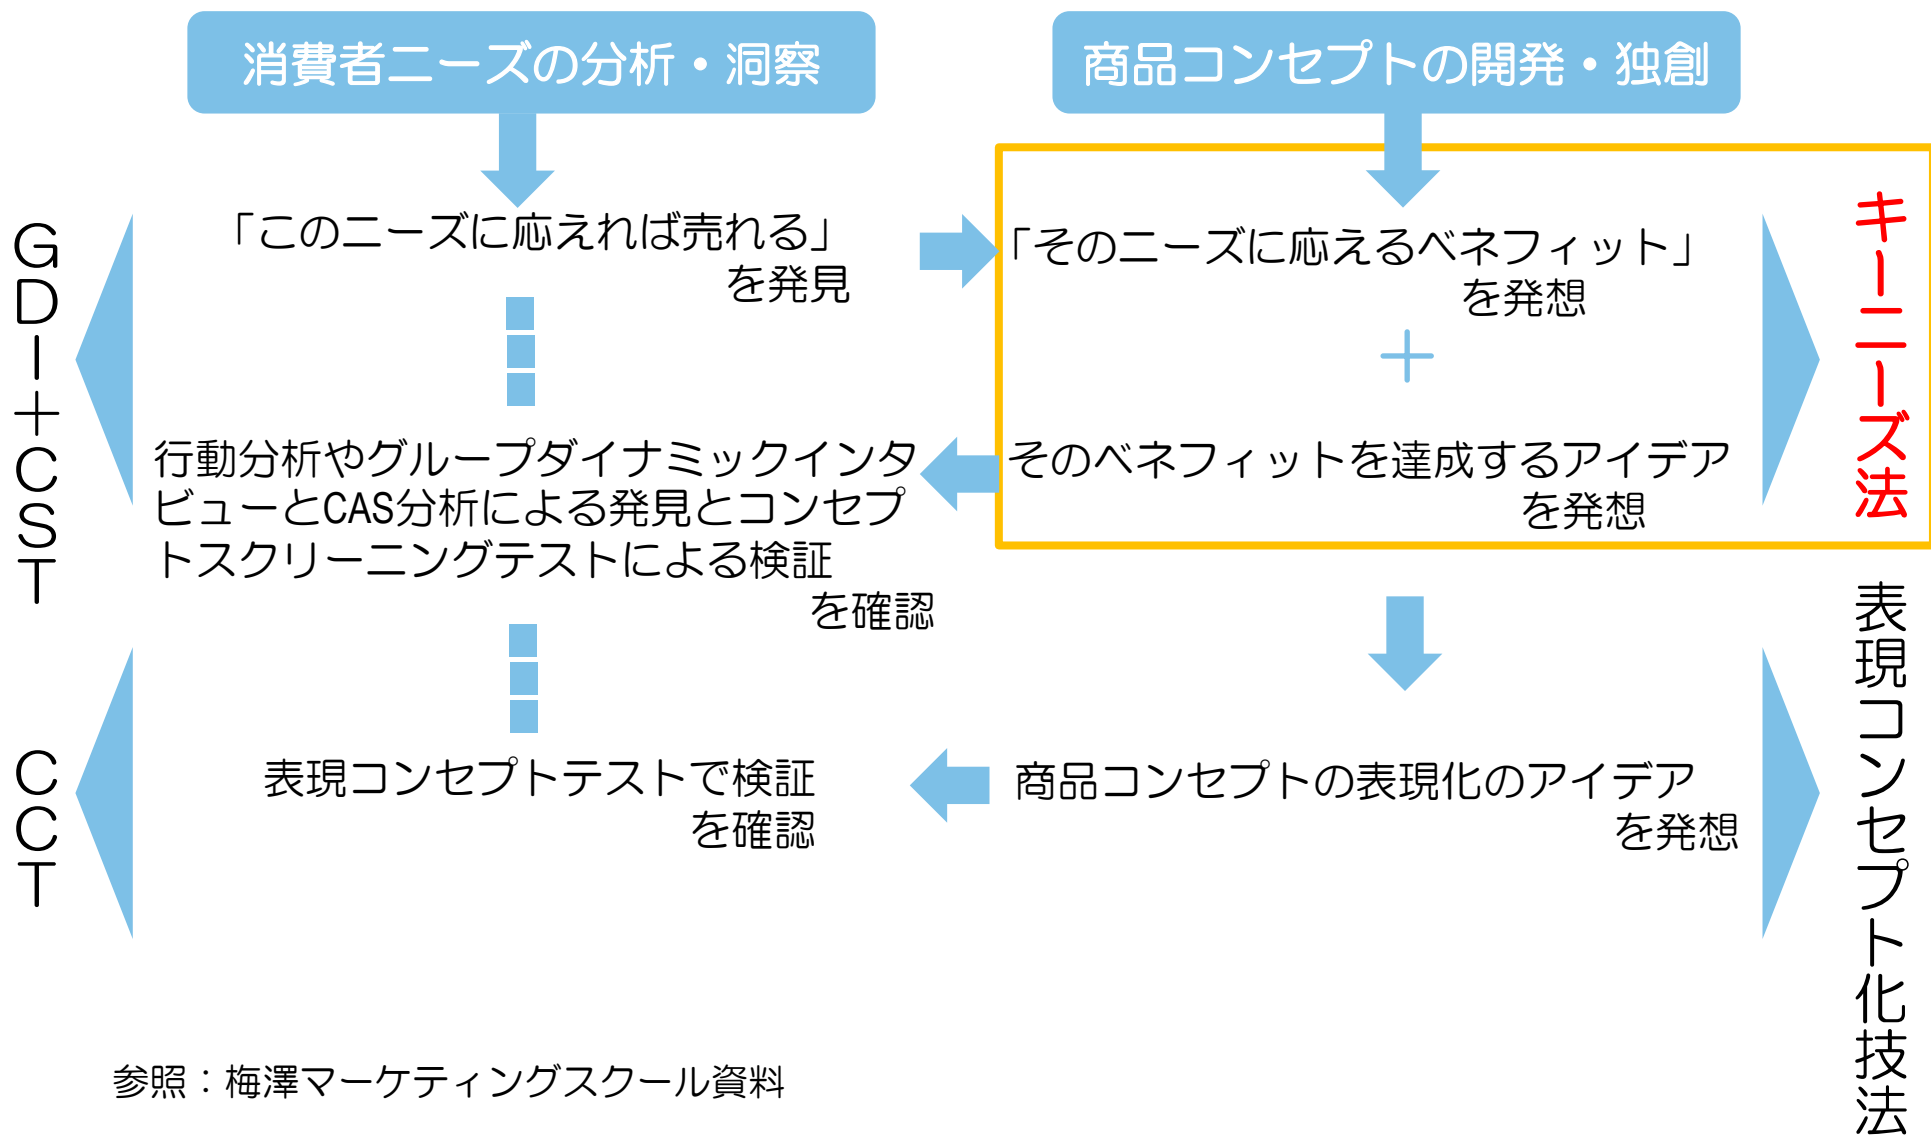 消費者ニーズの分析・洞察
商品コンセプトの開発・独創
「このニーズに応えれば売れる」
を発見
「そのニーズに応えるベネフィット」
を発想
＋
行動分析やグループダイナミックインタ
ビューとCAS分析による発見とコンセプ
トスクリーニングテストによる検証
を確認
そのベネフィットを達成するアイデア
を発想
表現コンセプトテストで検証
を確認
商品コンセプトの表現化のアイデア
を発想
GDI＋CST
CCT
キーニーズ法
表現コンセプト化技法
参照：梅澤マーケティングスクール資料